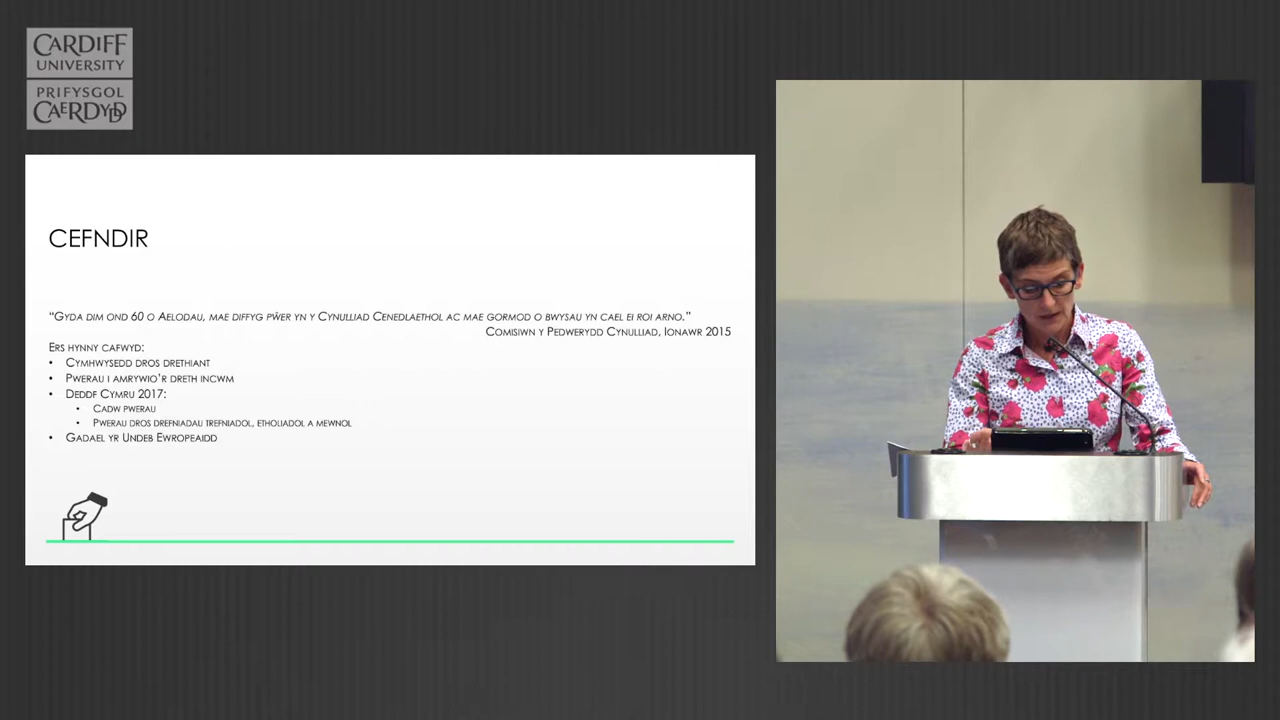 CARDIFF
UNIVERSITY
PRIFYSGOL
CAERDYDD
CEFNDIR
“GYDA DIM OND 60 O AELODAU, MAE DIFFYG PŴER YN Y CYNULLIAD CENEDLAETHOL AC MAE GORMOD O BWYSAU YN CAEL EI ROI ARNO.”
COMISIWN Y PEDWERYDD CYNULLIAD, IONAWR 2015
ERS HYNNY CAFWYD:
• CYMHWYSEDD DROS DRETHIANT
• PWERAU I AMRYWIO’R DRETH INCWM
• DEDDF CYMRU 2017:
• CADW PWERAU
• PWERAU DROS DREFNIADAU TREFNIADOL, ETHOLIADOL A MEWNOL
• GADAEL YR UNDEB EWROPEAIDD